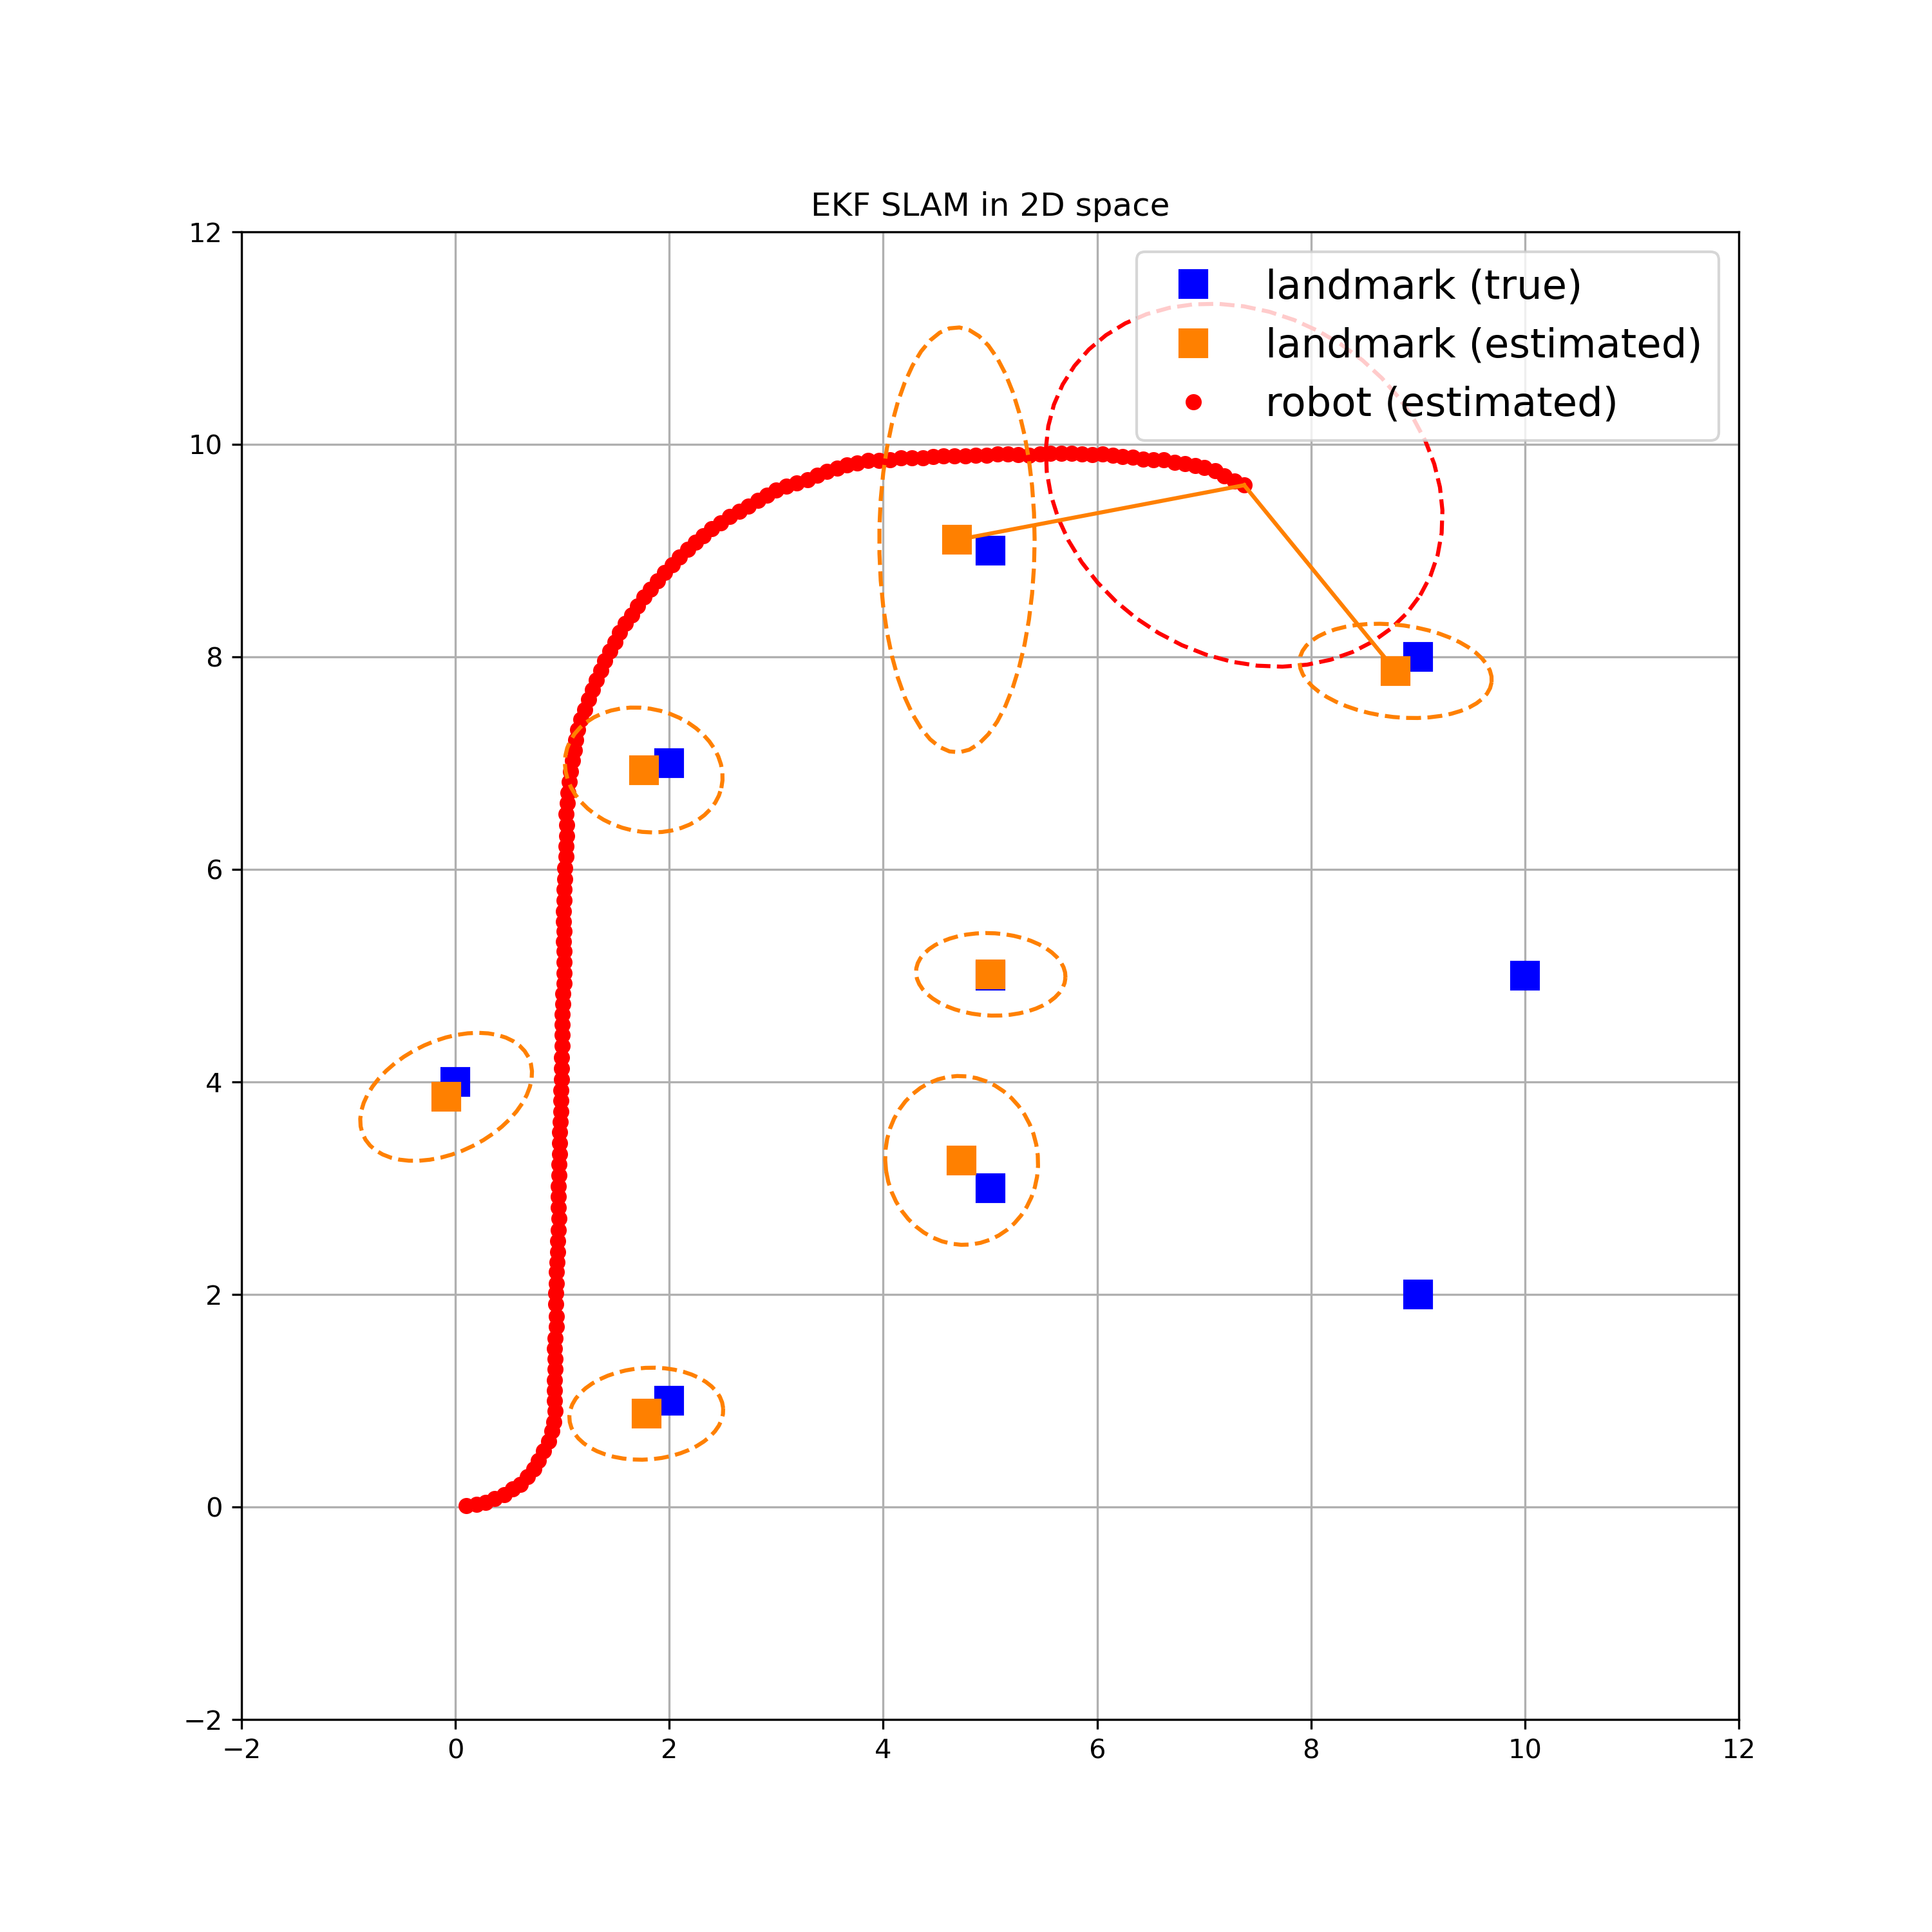 EKF SLAM in 2D space
12
10
8
6
4
2
0
−2
landmark (true)
landmark (estimated)
robot (estimated)
−2 0 2 4 6 8 10 12